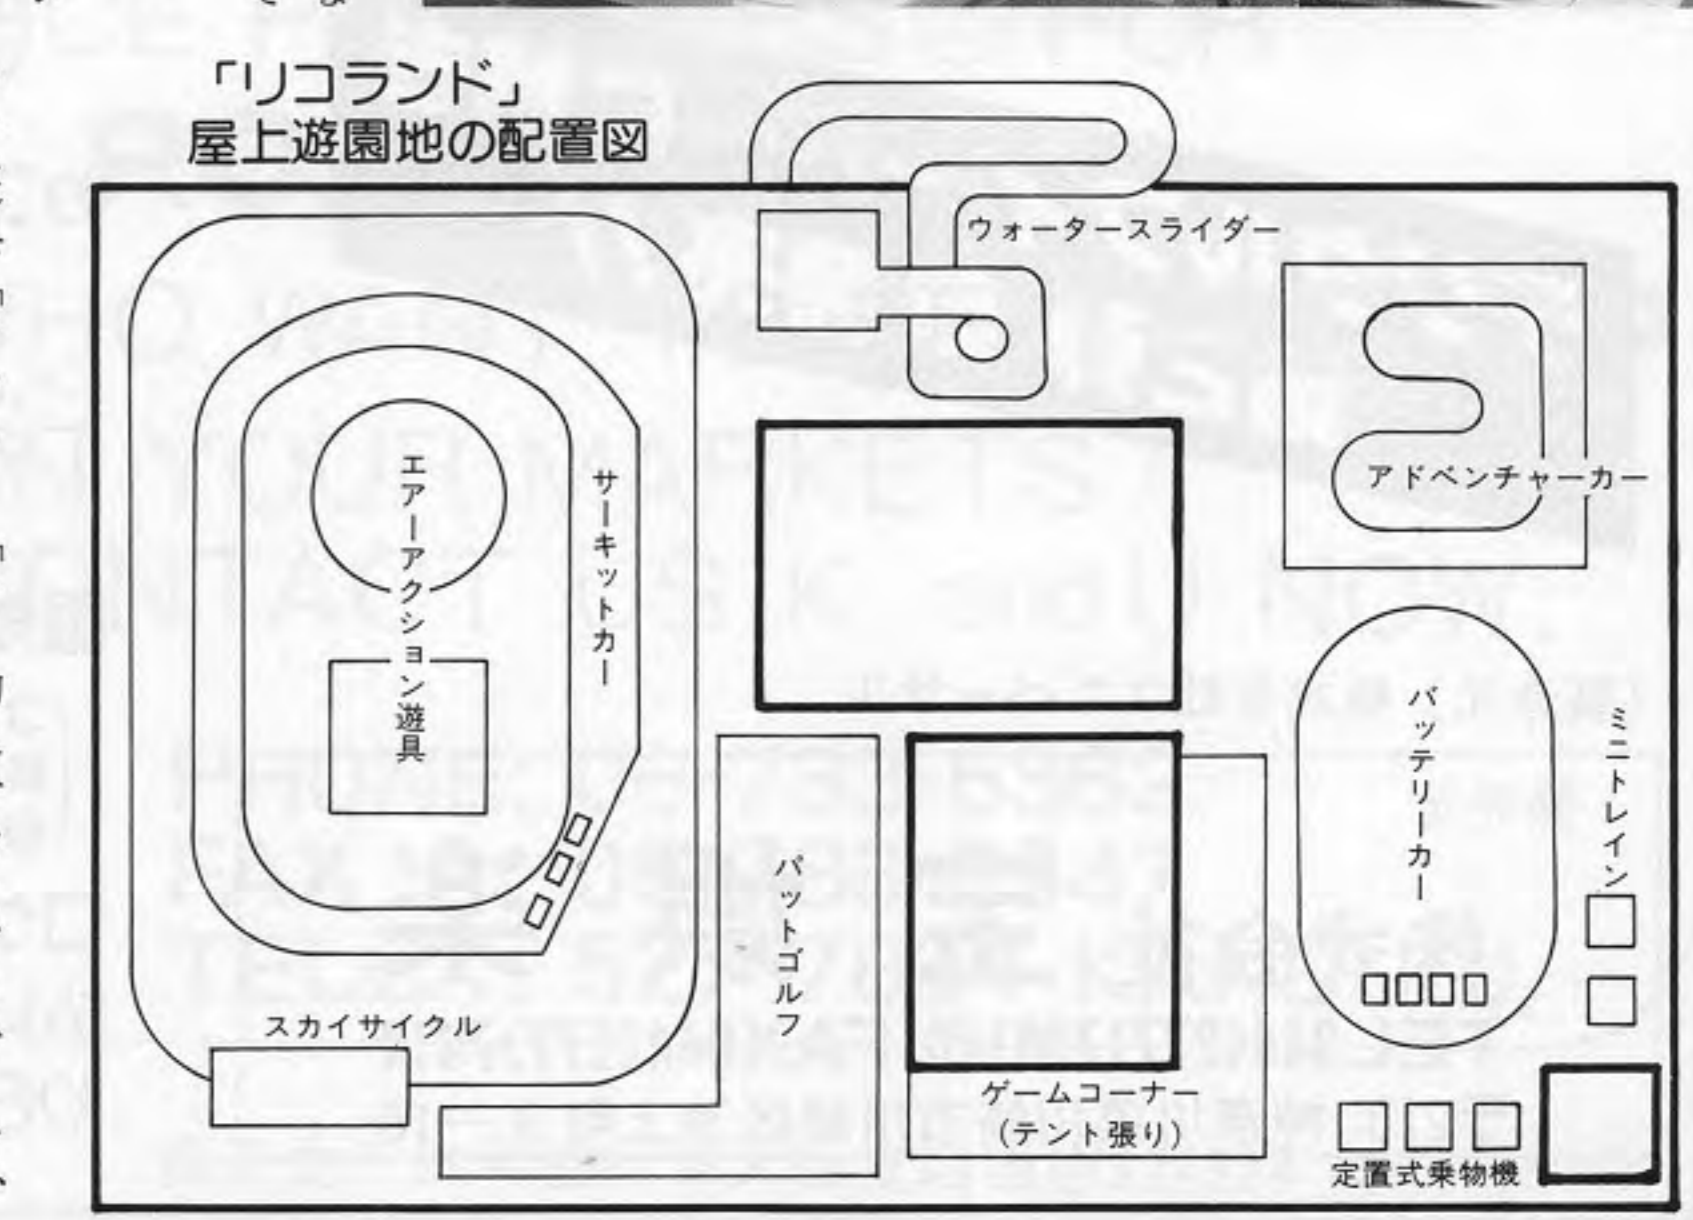 「リコランド」
屋上遊園地の配置図
ウォータースライダー
アドベンチャーカー
エアーアクション遊具
サーキットカー
バッテリーカー
ミニトレイン
パットゴルフ
スカイサイクル
ゲームコーナー
(テント張り)
定置式乗物機